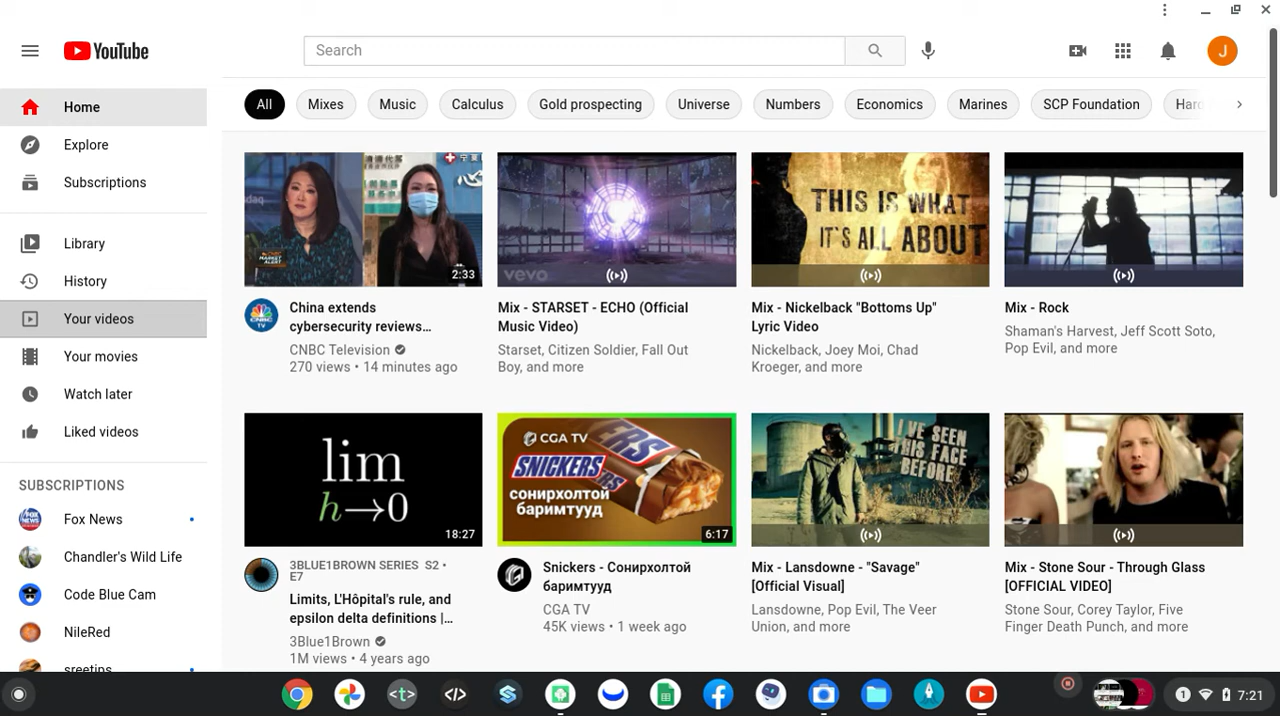 YouTube
Search
J
Home
Explore
Subscriptions
Library
History
Your videos
Your movies
Watch later
Liked videos
SUBSCRIPTIONS
Fox News
Chandler's Wild Life
Code Blue Cam
NileRed
sreetips
All
Mixes
Music
Calculus
Gold prospecting
Universe
Numbers
Economics
Marines
SCP Foundation
2:33
China extends
cybersecurity reviews…
CNBC Television
270 views • 14 minutes ago
vevo
Mix - STARSET - ECHO (Official
Music Video)
Starset, Citizen Soldier, Fall Out
Boy, and more
THIS IS WHAT
IT'S ALL ABOUT
Mix - Nickelback "Bottoms Up"
Lyric Video
Nickelback, Joey Moi, Chad
Kroeger, and more
Mix - Rock
Shaman's Harvest, Jeff Scott Soto,
Pop Evil, and more
lim
h→0
18:27
3BLUE1BROWN SERIES S2 •
E7
Limits, L'Hôpital's rule, and
epsilon delta definitions |…
3Blue1Brown
1M views • 4 years ago
CGA TV
SNICKERS
сонирхолтой
баримтууд
6:17
Snickers - Сонирхолтой
баримтууд
CGA TV
45K views • 1 week ago
I'VE SEEN
THIS FACE
BEFORE
Mix - Lansdowne - "Savage"
[Official Visual]
Lansdowne, Pop Evil, The Veer
Union, and more
Mix - Stone Sour - Through Glass
[OFFICIAL VIDEO]
Stone Sour, Corey Taylor, Five
Finger Death Punch, and more
1
7:21